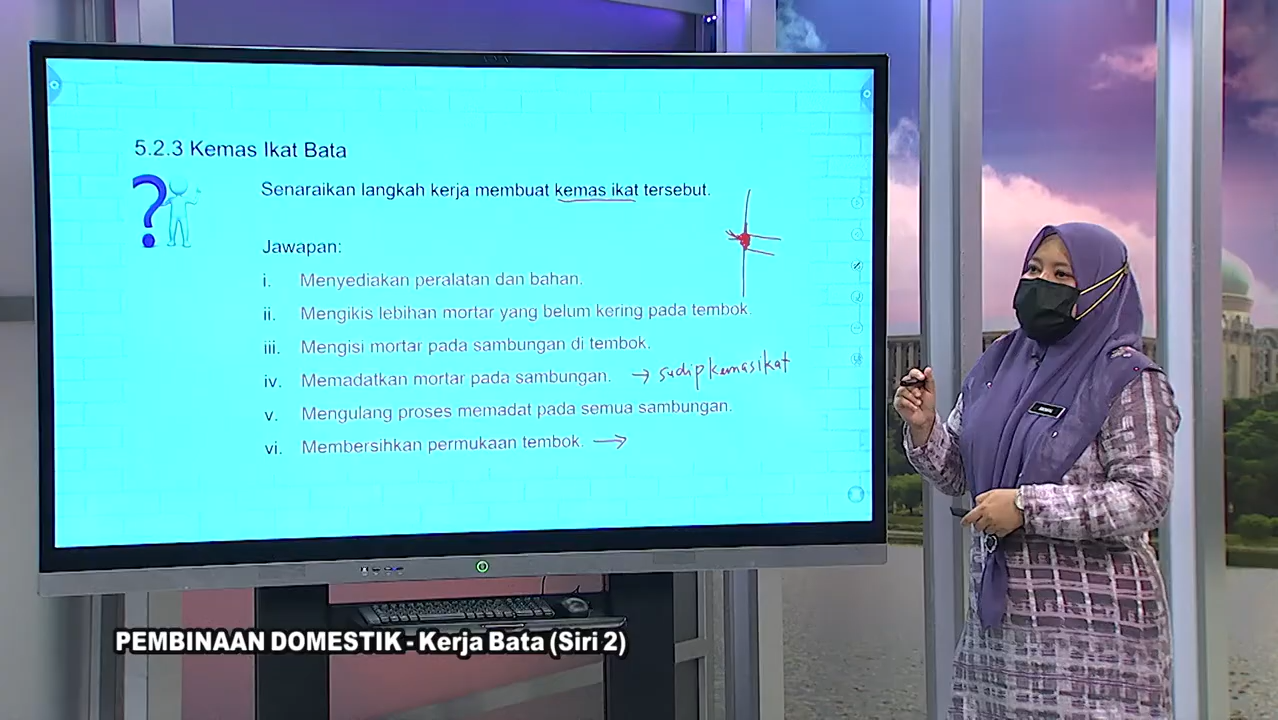 5.2.3 Kemas Ikat Bata
Senaraikan langkah kerja membuat kemas ikat tersebut.
Jawapan:
i. Menyediakan peralatan dan bahan.
ii. Mengikis lebihan mortar yang belum kering pada tembok.
iii. Mengisi mortar pada sambungan di tembok.
iv. Memadatkan mortar pada sambungan. → sudip kemas ikat
v. Mengulang proses memadat pada semua sambungan.
vi. Membersihkan permukaan tembok. →
PEMBINAAN DOMESTIK - Kerja Bata (Siri 2)